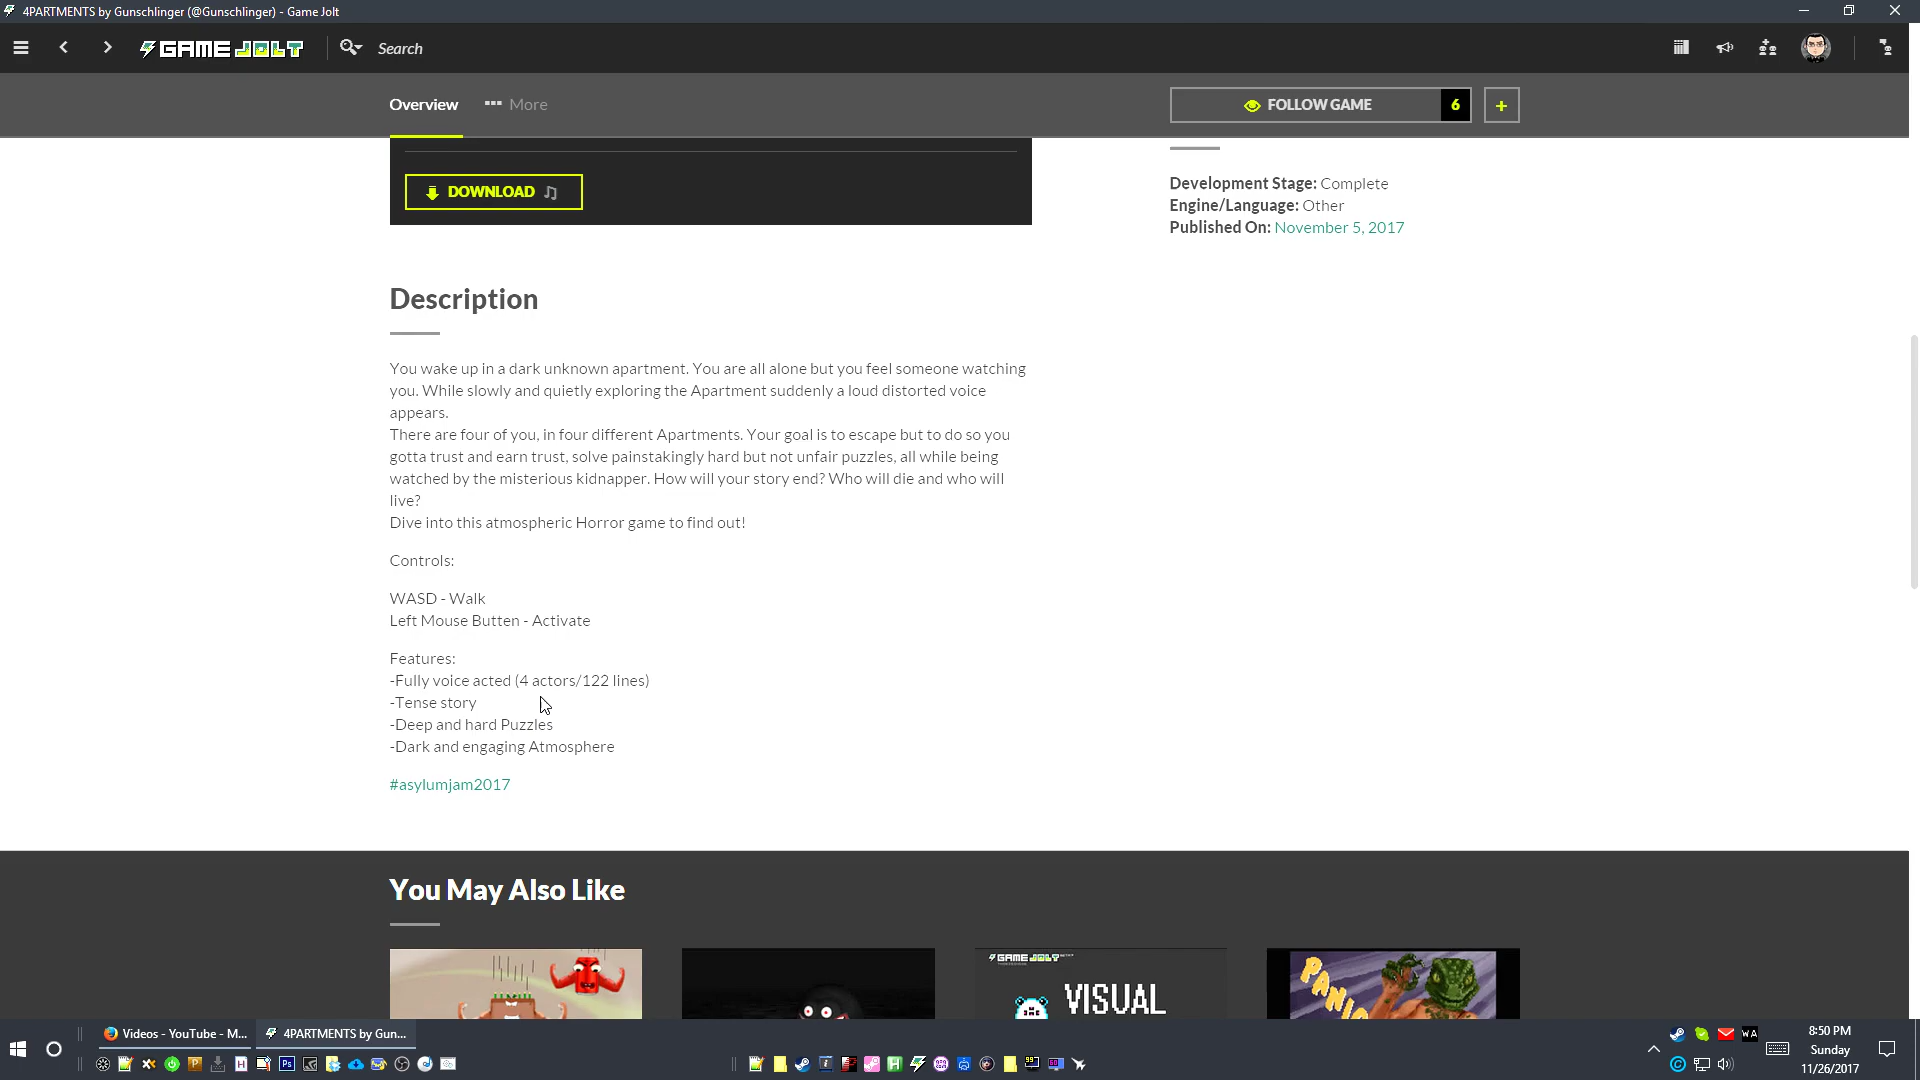 4PARTMENTS by Gunschlinger (@Gunschlinger) - Game Jolt
GAME JOLT
Search
Overview
More
FOLLOW GAME 6
+
DOWNLOAD
Development Stage: Complete
Engine/Language: Other
Published On: November 5, 2017
Description
You wake up in a dark unknown apartment. You are all alone but you feel someone watching
you. While slowly and quietly exploring the Apartment suddenly a loud distorted voice
appears.
There are four of you, in four different Apartments. Your goal is to escape but to do so you
gotta trust and earn trust, solve painstakingly hard but not unfair puzzles, all while being
watched by the misterious kidnapper. How will your story end? Who will die and who will
live?
Dive into this atmospheric Horror game to find out!
Controls:
WASD - Walk
Left Mouse Butten - Activate
Features:
-Fully voice acted (4 actors/122 lines)
-Tense story
-Deep and hard Puzzles
-Dark and engaging Atmosphere
#asylumjam2017
You May Also Like
GAME JOLT
VISUAL
PANIC
Videos - YouTube - M...
4PARTMENTS by Gun...
WA
8:50 PM
Sunday
11/26/2017